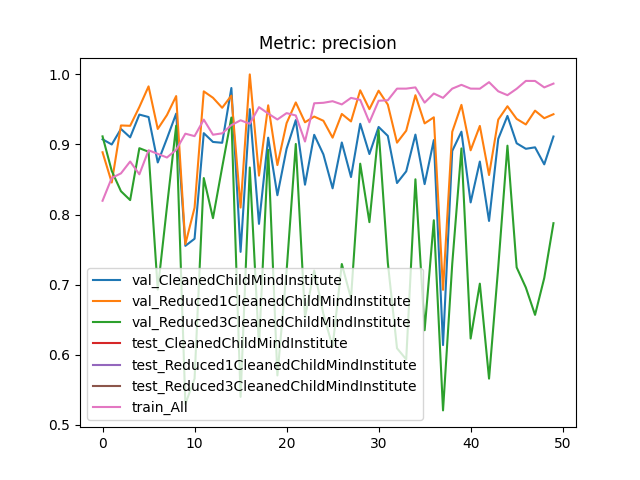 Metric: precision
1.0
0.9
0.8
0.7
0.6
0.5
val_CleanedChildMindInstitute
val_Reduced1CleanedChildMindInstitute
val_Reduced3CleanedChildMindInstitute
test_CleanedChildMindInstitute
test_Reduced1CleanedChildMindInstitute
test_Reduced3CleanedChildMindInstitute
train_All
0 10 20 30 40 50